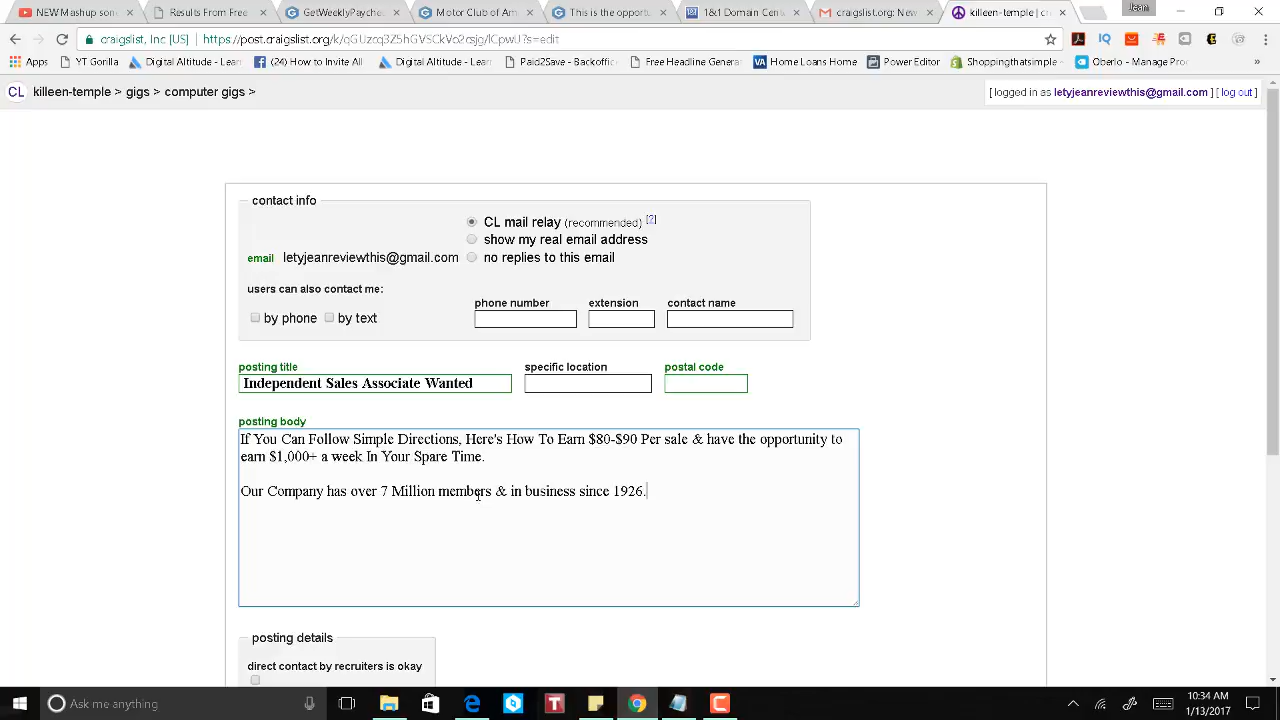 NEW Mashup song
Results From Free
GetWeeklyPaych
Motor Club of Am
This is the opport
1&1 Domain Cent
craigslist.org: New
killeen-temple | c
Jean
craigslist, Inc [US]
Apps
YT Gorilla
Digital Altitude - Lear
(24) How to Invite All
Digital Altitude - Lear
Paid2Save - Backoffic
Free Headline Genera
Home Loans Home
Power Editor
Shoppingthatsimple
Oberlo - Manage Pro
CL killeen-temple > gigs > computer gigs >
[ logged in as letyjeanreviewthis@gmail.com ] [ log out ]
contact info
CL mail relay (recommended) [?]
show my real email address
email letyjeanreviewthis@gmail.com no replies to this email
users can also contact me:
phone number extension contact name
by phone by text
posting title specific location postal code
Independent Sales Associate Wanted
posting body
If You Can Follow Simple Directions, Here's How To Earn $80-$90 Per sale & have the opportunity to
earn $1,000+ a week In Your Spare Time.
Our Company has over 7 Million members & in business since 1926.
posting details
direct contact by recruiters is okay
Ask me anything
10:34 AM
1/13/2017